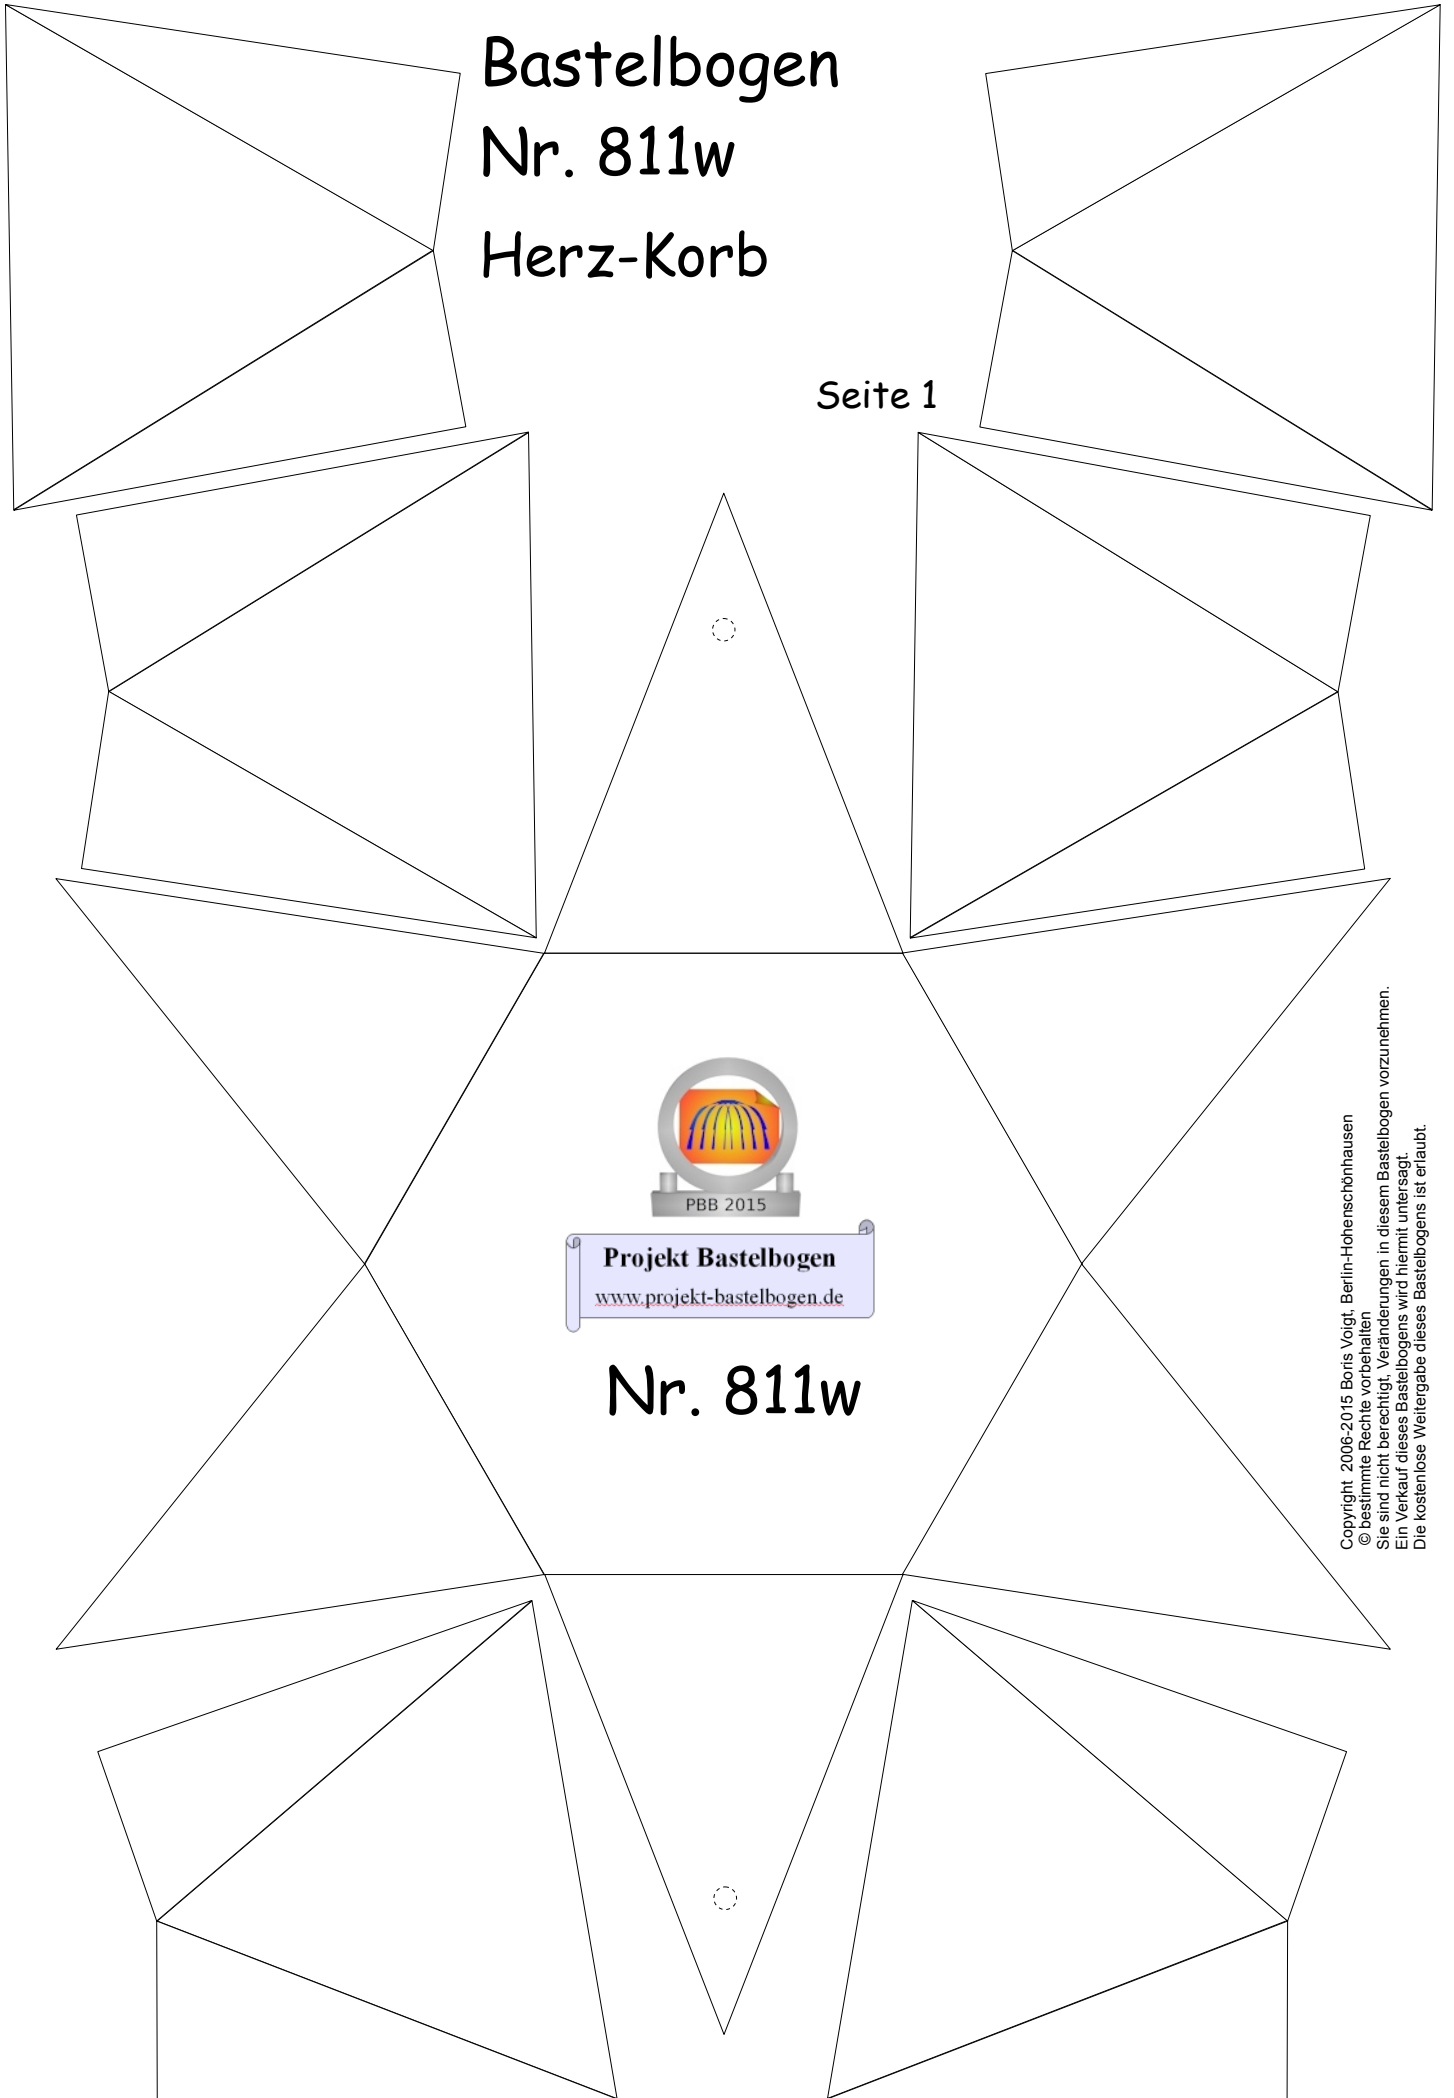 Bastelbogen
Nr. 811w
Herz-Korb
Seite 1
PBB 2015
Projekt Bastelbogen
www.projekt-bastelbogen.de
Nr. 811w
Copyright 2006-2015 Boris Voigt, Berlin-Hohenschönhausen
© bestimmte Rechte vorbehalten
Sie sind nicht berechtigt, Veränderungen in diesem Bastelbogen vorzunehmen.
Ein Verkauf dieses Bastelbogens wird hiermit untersagt.
Die kostenlose Weitergabe dieses Bastelbogens ist erlaubt.